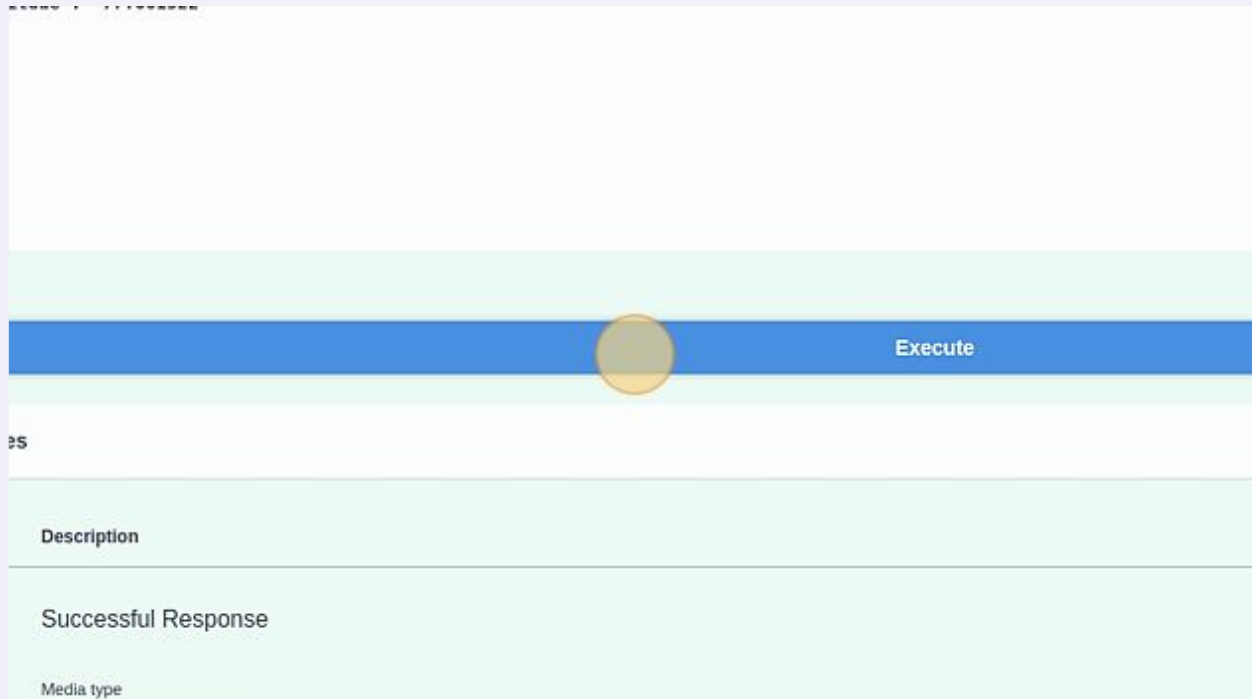 Execute
es
Description
Successful Response
Media type